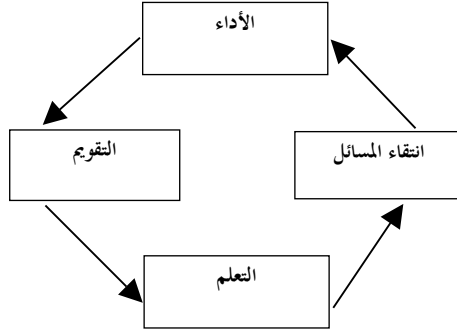 الأداء
انتقاء المسائل
التقويم
التعلم